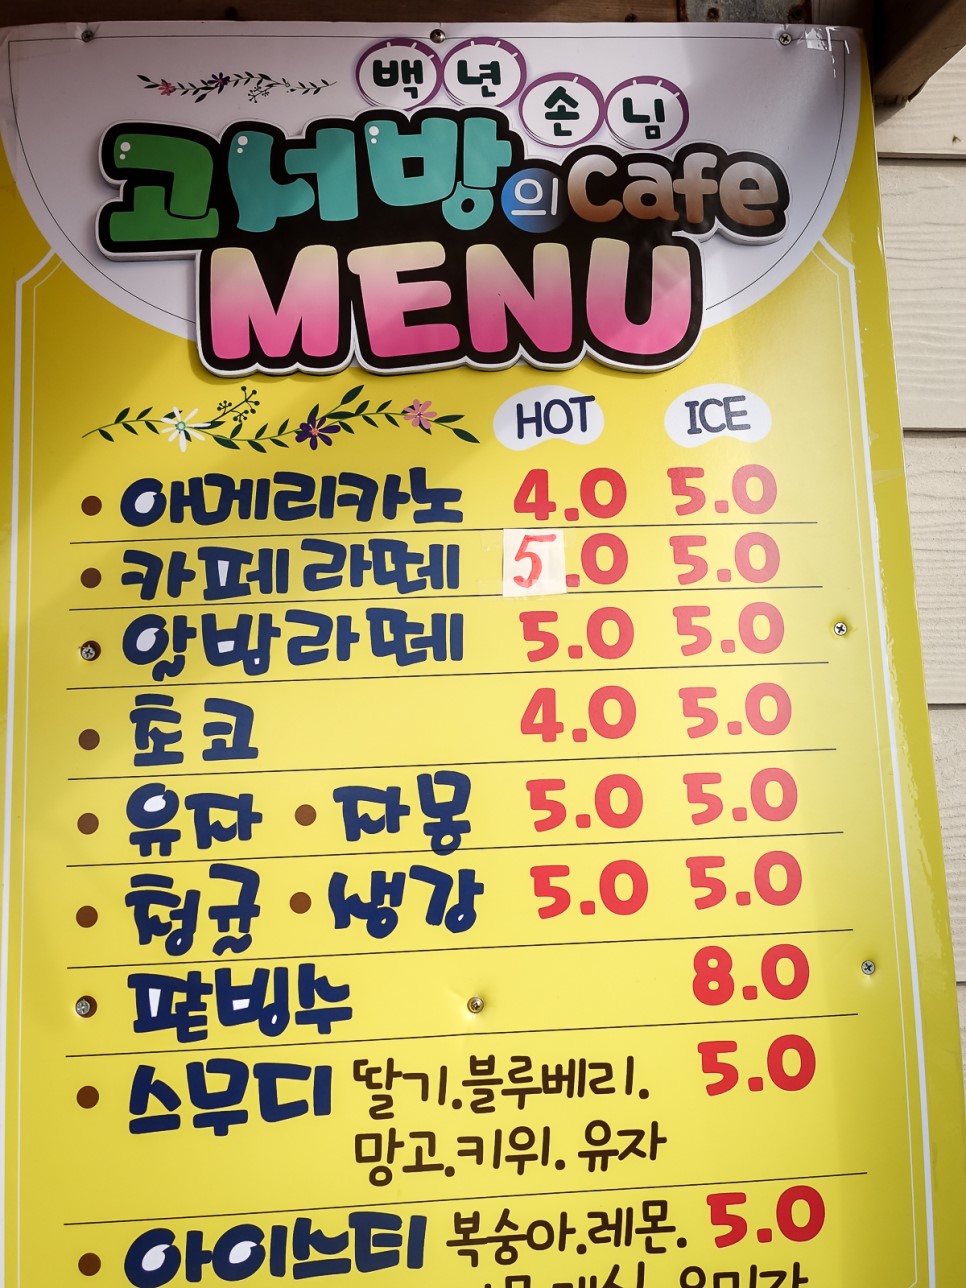 백년손님
고서방의Cafe
MENU
HOT ICE
아메리카노 4.0 5.0
카페라떼 5.0 5.0
알밤라떼 5.0 5.0
초코 4.0 5.0
유자 • 자몽 5.0 5.0
청귤 • 생강 5.0 5.0
팥빙수 8.0
스무디 딸기.블루베리. 5.0
망고.키위. 유자
아이스티 복숭아.레몬. 5.0